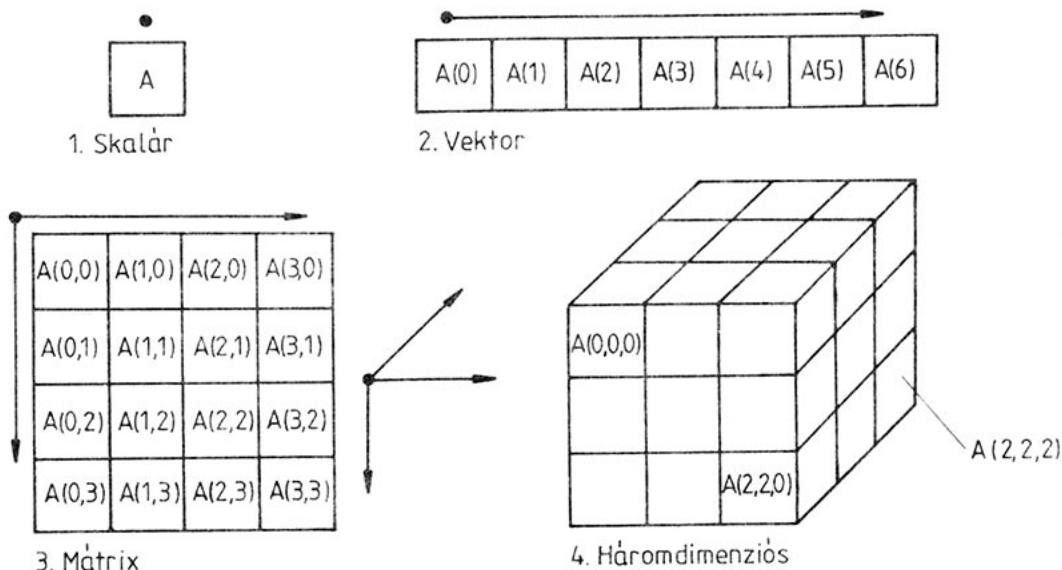 A
1. Skalár
A(0) A(1) A(2) A(3) A(4) A(5) A(6)
2. Vektor
A(0,0) A(1,0) A(2,0) A(3,0)
A(0,1) A(1,1) A(2,1) A(3,1)
A(0,2) A(1,2) A(2,2) A(3,2)
A(0,3) A(1,3) A(2,3) A(3,3)
3. Mátrix
A(0,0,0)
A(2,2,0)
A(2,2,2)
4. Háromdimenziós